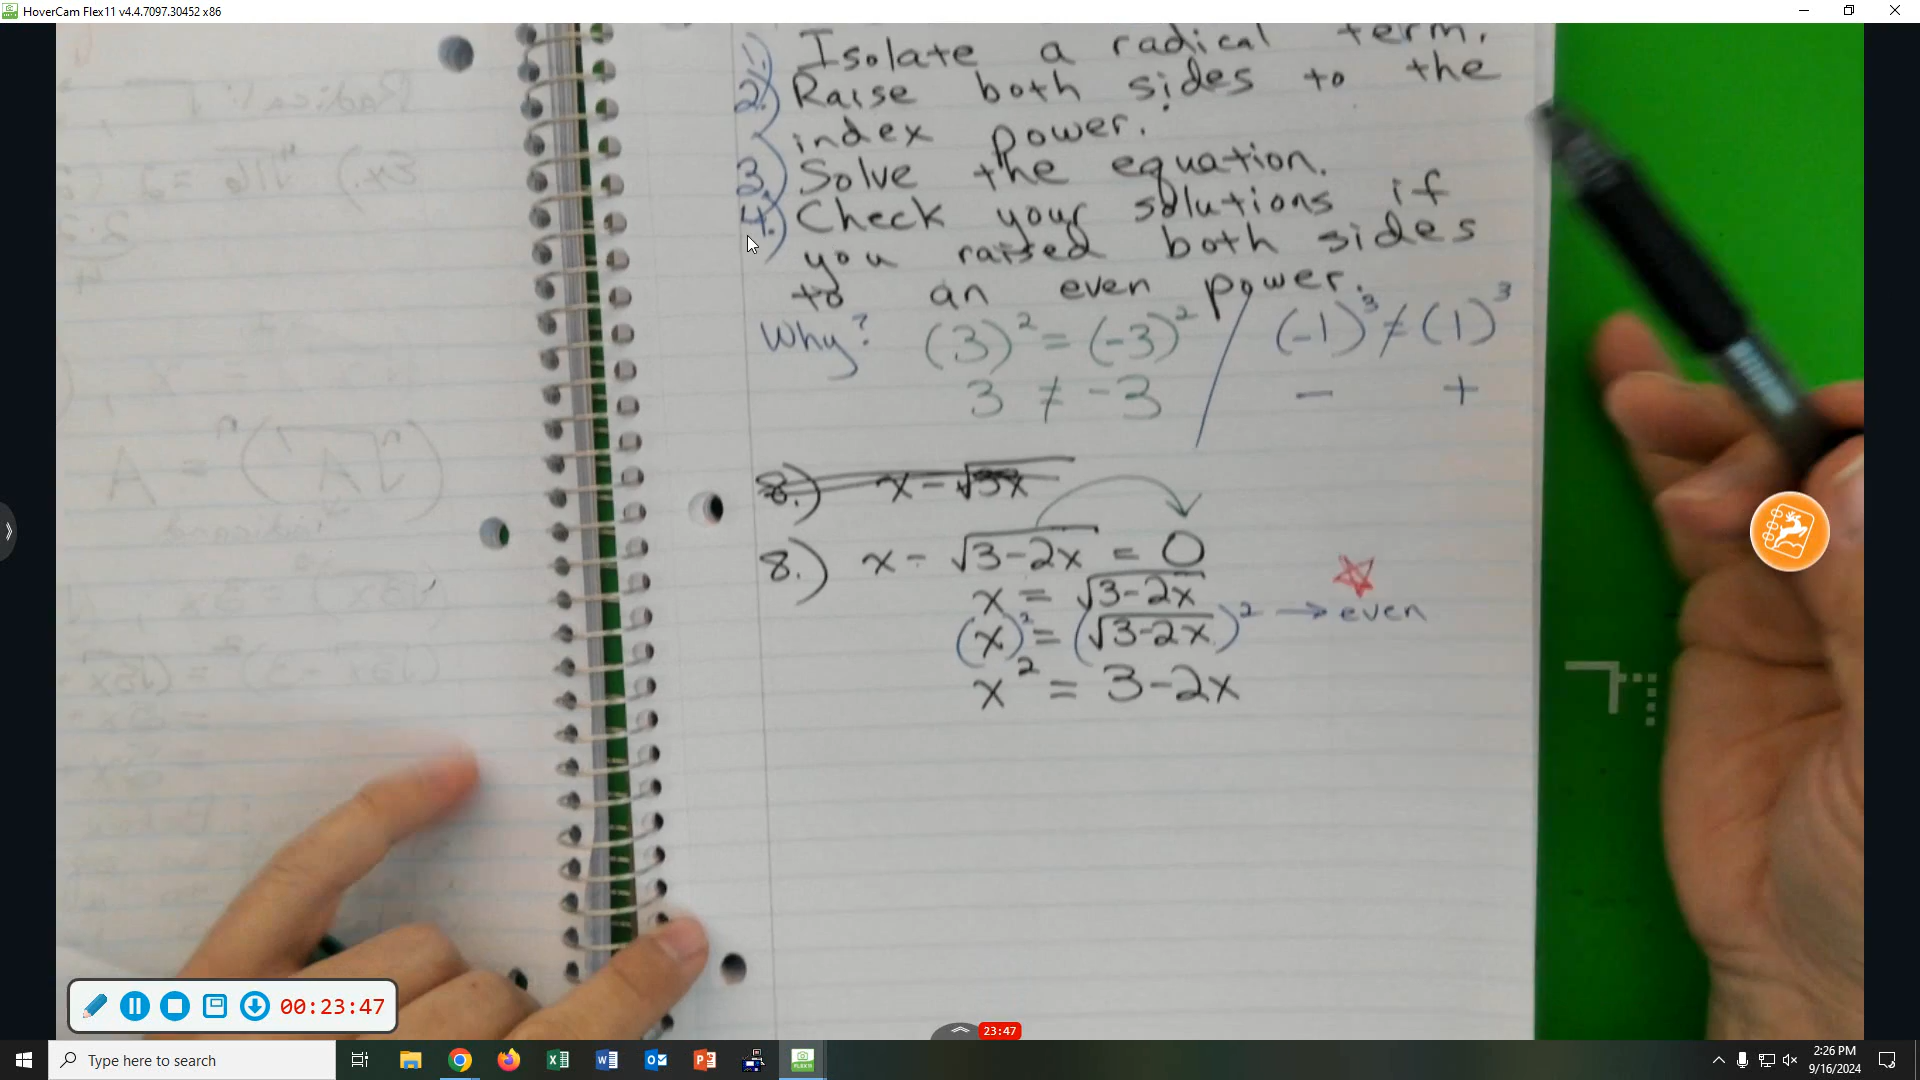 HoverCam Flex11 v4.4.7097.30452 x86
1.) Isolate a radical term.
2.) Raise both sides to the
index power.
3.) Solve the equation.
4.) Check your solutions if
you raised both sides
to an even power.
Why? (3)² = (-3)² / (-1)³ ≠ (1)³
3 ≠ -3 − +
8.) x - √3x
8.) x - √3-2x = 0
x = √3-2x
(x)² = (√3-2x)² → even
x² = 3-2x
00:23:47
23:47
Type here to search
2:26 PM
9/16/2024